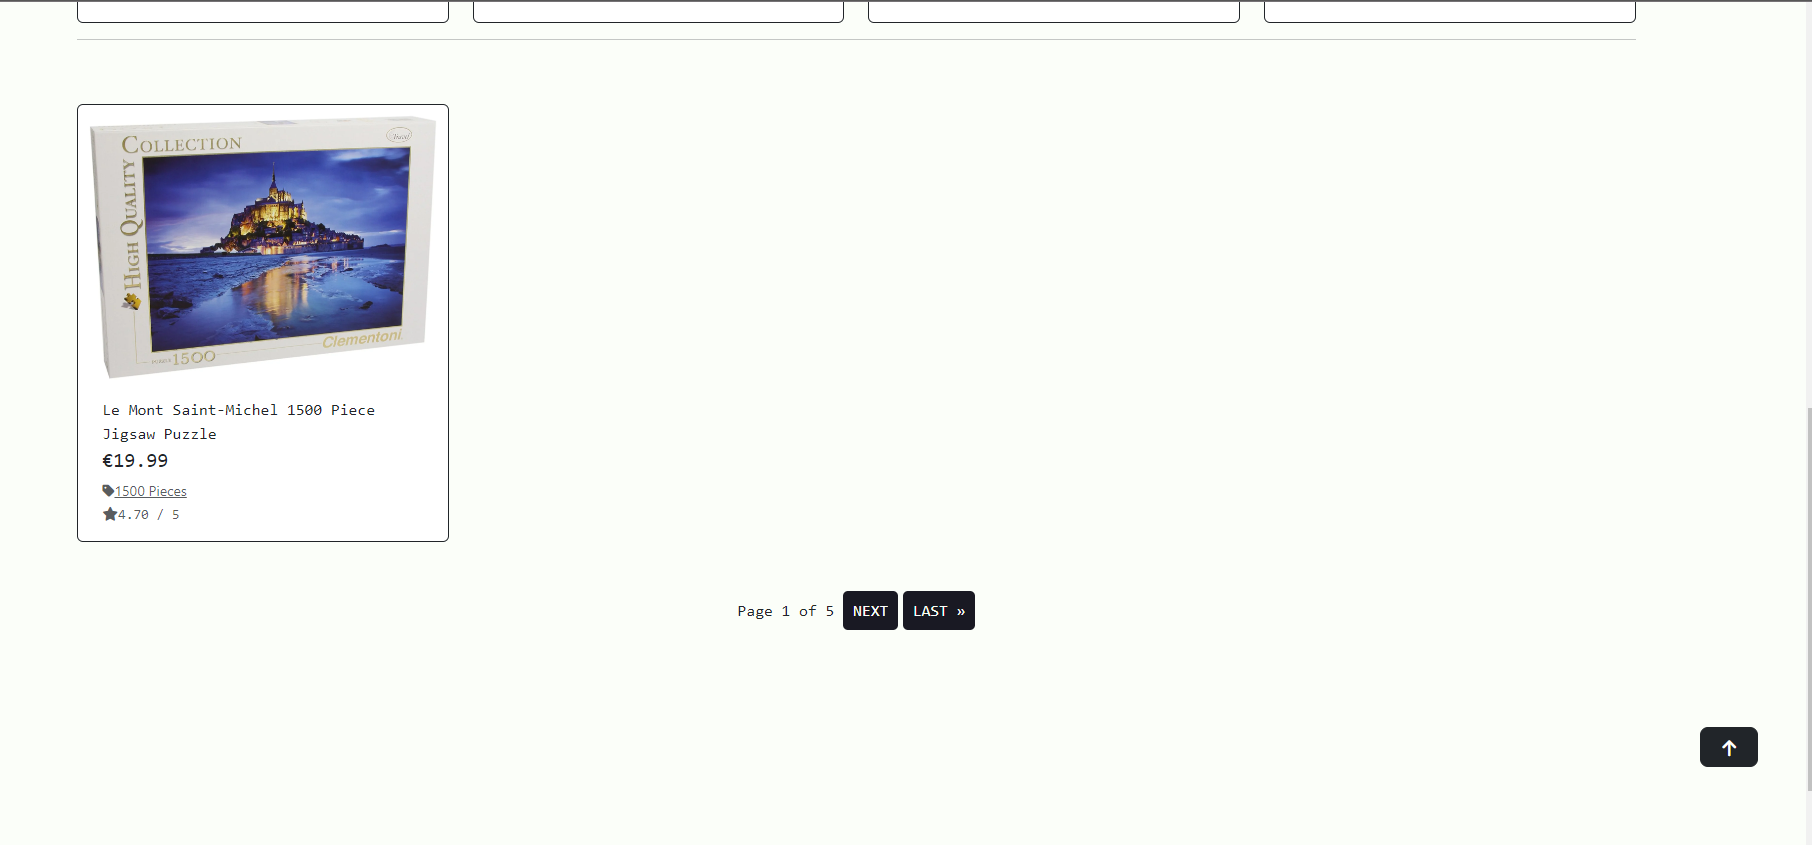 COLLECTION
HIGH QUALITY
Clementoni
1500
Le Mont Saint-Michel 1500 Piece
Jigsaw Puzzle
€19.99
1500 Pieces
4.70 / 5
Page 1 of 5 NEXT LAST »